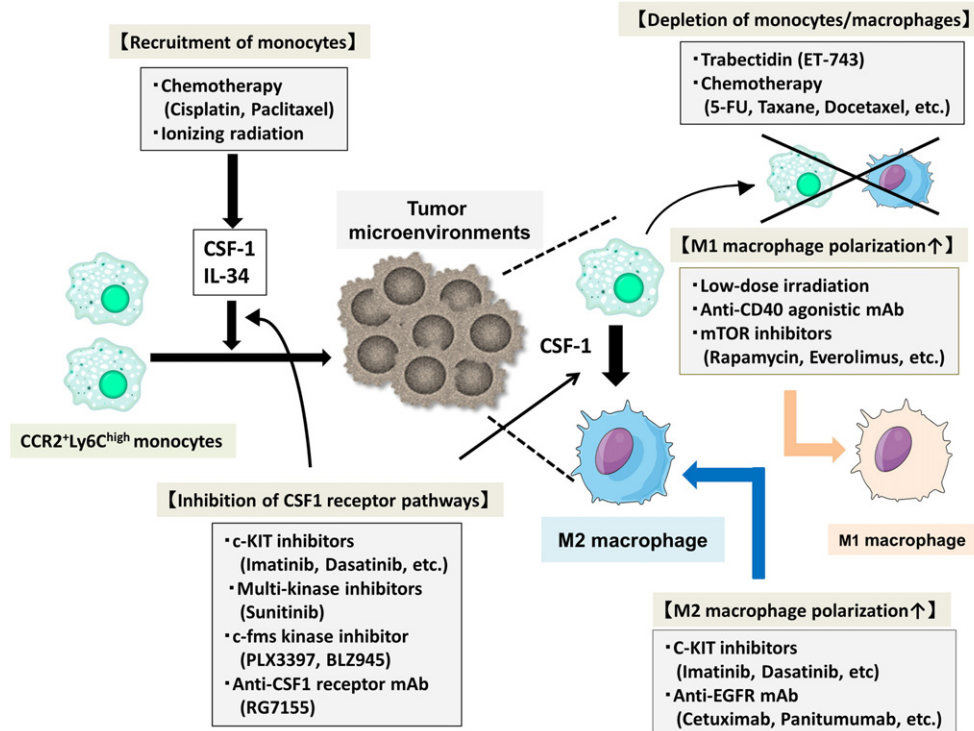 【Recruitment of monocytes】
・Chemotherapy
(Cisplatin, Paclitaxel)
・Ionizing radiation
CSF-1
IL-34
CCR2⁺Ly6Cʰⁱᵍʰ monocytes
Tumor
microenvironments
【Depletion of monocytes/macrophages】
・Trabectidin (ET-743)
・Chemotherapy
(5-FU, Taxane, Docetaxel, etc.)
【M1 macrophage polarization↑】
・Low-dose irradiation
・Anti-CD40 agonistic mAb
・mTOR inhibitors
(Rapamycin, Everolimus, etc.)
CSF-1
M2 macrophage
M1 macrophage
【Inhibition of CSF1 receptor pathways】
・c-KIT inhibitors
(Imatinib, Dasatinib, etc.)
・Multi-kinase inhibitors
(Sunitinib)
・c-fms kinase inhibitor
(PLX3397, BLZ945)
・Anti-CSF1 receptor mAb
(RG7155)
【M2 macrophage polarization↑】
・C-KIT inhibitors
(Imatinib, Dasatinib, etc)
・Anti-EGFR mAb
(Cetuximab, Panitumumab, etc.)